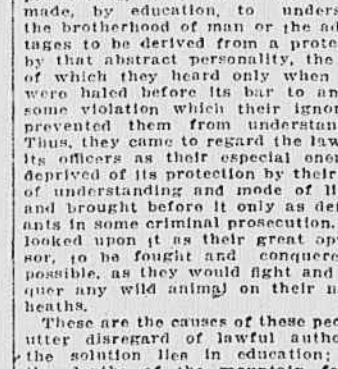 made, by education, to unders
the brotherhood of man or the ad
tages to be derived from a prote
by that abstract personality, the
of which they heard only when
were haled before its bar to an
some violation which their ignor
prevented them from understan
Thus, they came to regard the law
its officers as their especial ene
deprived of its protection by their
of understanding and mode of li
and brought before it only as de
ants in some criminal prosecution.
looked upon it as their great op
sor, to be fought and conquere
possible, as they would fight and
quer any wild animal on their n
heaths.
These are the causes of these peo
utter disregard of lawful autho
the solution lies in education;